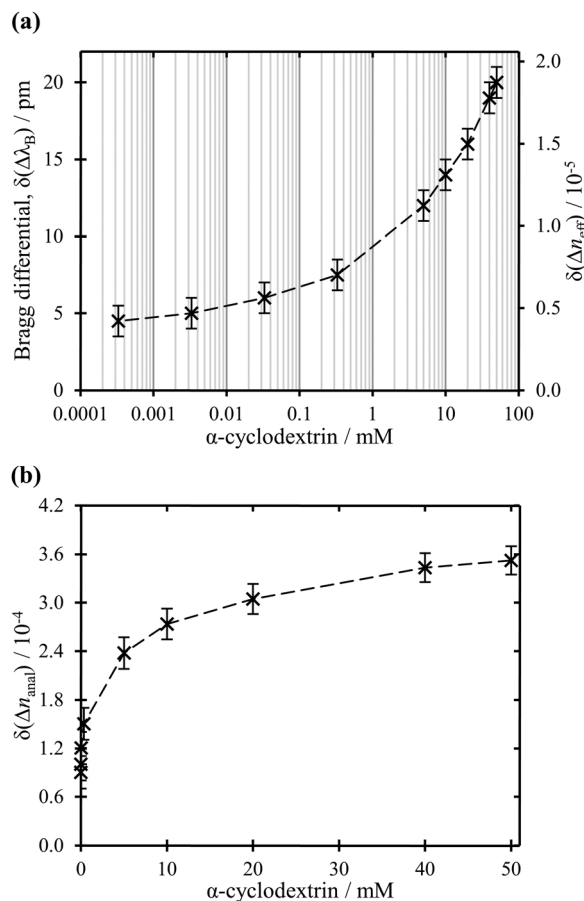 (a)
20
15
10
5
0
Bragg differential, δ(Δλ_B) / pm
2.0
1.5
1.0
0.5
0.0
δ(Δn_eff) / 10⁻⁵
0.0001 0.001 0.01 0.1 1 10 100
α-cyclodextrin / mM
(b)
4.2
3.6
3.0
2.4
1.8
1.2
0.6
0.0
δ(Δn_anal) / 10⁻⁴
0 10 20 30 40 50
α-cyclodextrin / mM